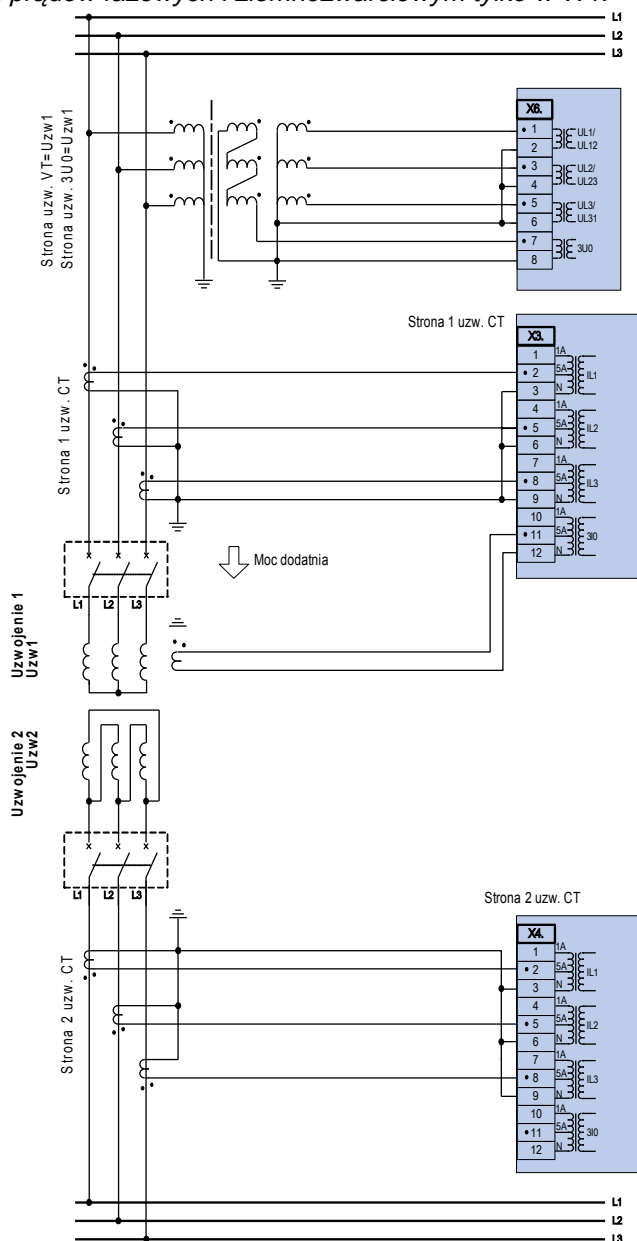 prądów fazowych i ziemnozwarciowym tylko w
L1
L2
L3
Strona uzw. VT=Uzw1
Strona uzw. 3U0=Uzw1
X6.
1
2
3
4
5
6
7
8
UL1/
UL12
UL2/
UL23
UL3/
UL31
3U0
Strona 1 uzw. CT
Strona 1 uzw. CT
X3.
1 1A
2 5A IL1
3 N
4 1A
5 5A IL2
6 N
7 1A
8 5A IL3
9 N
10 1A
11 5A 3I0
12 N
Moc dodatnia
L1 L2 L3
Uzwojenie 1
Uzw1
Uzwojenie 2
Uzw2
L1 L2 L3
Strona 2 uzw. CT
Strona 2 uzw. CT
X4.
1 1A
2 5A IL1
3 N
4 1A
5 5A IL2
6 N
7 1A
8 5A IL3
9 N
10 1A
11 5A 3I0
12 N
L1
L2
L3